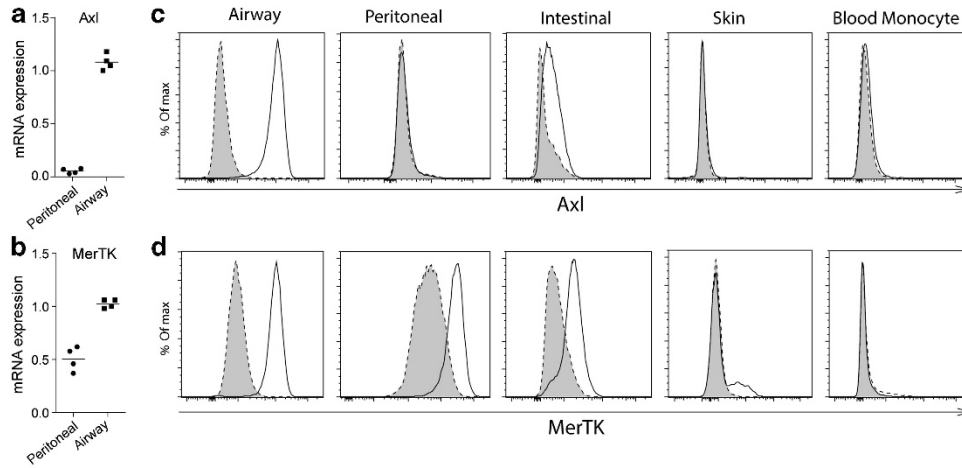 a
Axl
mRNA expression
1.5
1.0
0.5
0.0
Peritoneal
Airway
c
Airway
Peritoneal
Intestinal
Skin
Blood Monocyte
% Of max
Axl
b
MerTK
mRNA expression
1.5
1.0
0.5
0.0
Peritoneal
Airway
d
% Of max
MerTK